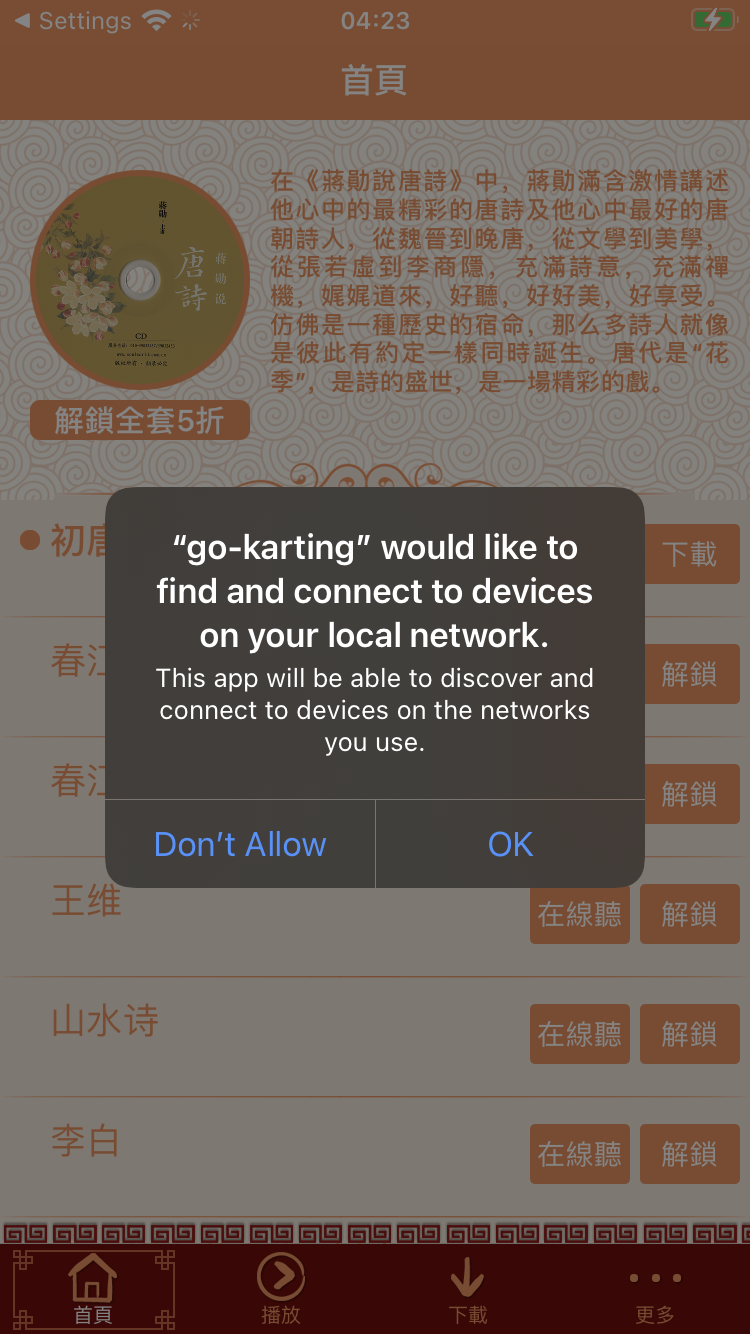 Settings
04:23
首頁
在《蔣勛說唐詩》中，蔣勛滿含激情講述
他心中的最精彩的唐詩及他心中最好的唐
朝詩人，從魏晉到晚唐，從文學到美學，
從張若虛到李商隱，充滿詩意，充滿禪
機，娓娓道來，好聽，好好美，好享受。
仿佛是一種歷史的宿命，那么多詩人就像
是彼此有約定一樣同時誕生。唐代是“花
季”，是詩的盛世，是一場精彩的戲。
蔣勛
唐詩
蒋勋说
CD
解鎖全套5折
初唐
下載
“go-karting” would like to
find and connect to devices
on your local network.
This app will be able to discover and
connect to devices on the networks
you use.
Don’t Allow
OK
春江
解鎖
春江
解鎖
王维
在線聽
解鎖
山水诗
在線聽
解鎖
李白
在線聽
解鎖
首頁
播放
下載
更多